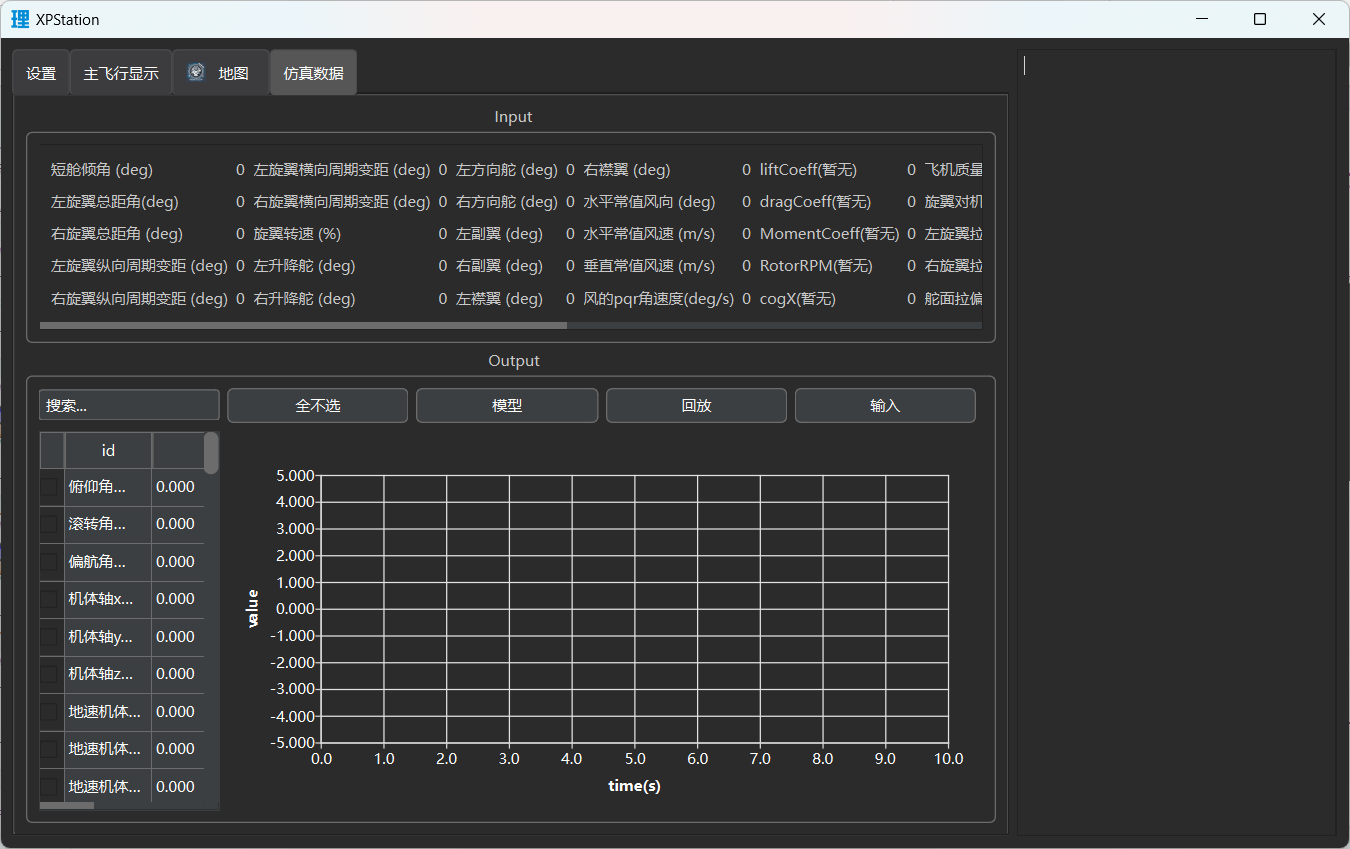 理 XPStation
设置 主飞行显示 地图 仿真数据
Input
短舱倾角 (deg) 0 左旋翼横向周期变距 (deg) 0 左方向舵 (deg) 0 右襟翼 (deg) 0 liftCoeff(暂无) 0 飞机质量
左旋翼总距角(deg) 0 右旋翼横向周期变距 (deg) 0 右方向舵 (deg) 0 水平常值风向 (deg) 0 dragCoeff(暂无) 0 旋翼对机
右旋翼总距角 (deg) 0 旋翼转速 (%) 0 左副翼 (deg) 0 水平常值风速 (m/s) 0 MomentCoeff(暂无) 0 左旋翼拉
左旋翼纵向周期变距 (deg) 0 左升降舵 (deg) 0 右副翼 (deg) 0 垂直常值风速 (m/s) 0 RotorRPM(暂无) 0 右旋翼拉
右旋翼纵向周期变距 (deg) 0 右升降舵 (deg) 0 左襟翼 (deg) 0 风的pqr角速度(deg/s) 0 cogX(暂无) 0 舵面拉偏
Output
搜索... 全不选 模型 回放 输入
id
俯仰角... 0.000
滚转角... 0.000
偏航角... 0.000
机体轴x... 0.000
机体轴y... 0.000
机体轴z... 0.000
地速机体... 0.000
地速机体... 0.000
地速机体... 0.000
value
5.000
4.000
3.000
2.000
1.000
0.000
-1.000
-2.000
-3.000
-4.000
-5.000
0.0 1.0 2.0 3.0 4.0 5.0 6.0 7.0 8.0 9.0 10.0
time(s)